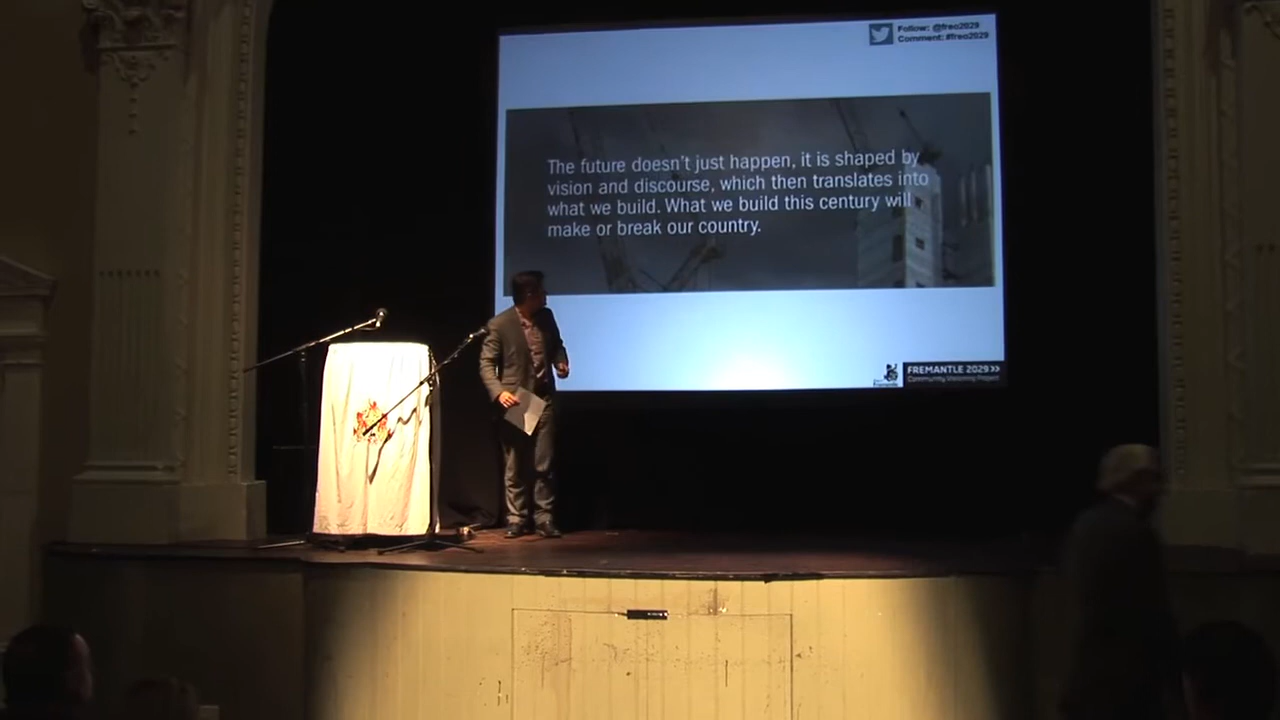 Follow: @freo2029
Comment: #freo2029
The future doesn't just happen, it is shaped by
vision and discourse, which then translates into
what we build. What we build this century will
make or break our country.
Fremantle
FREMANTLE 2029>>
Community Visioning Project